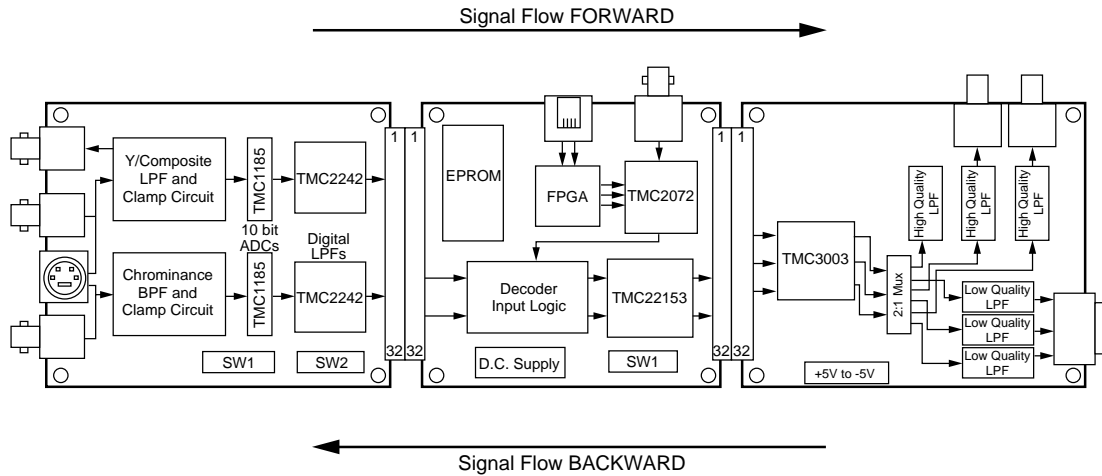 Signal Flow FORWARD
Y/Composite
LPF and
Clamp Circuit
TMC1185
TMC2242
10 bit
ADCs
Digital
LPFs
Chrominance
BPF and
Clamp Circuit
TMC1185
TMC2242
SW1
SW2
1
1
32
32
EPROM
FPGA
TMC2072
Decoder
Input Logic
TMC22153
D.C. Supply
SW1
1
1
32
32
TMC3003
2:1 Mux
High Quality
LPF
High Quality
LPF
High Quality
LPF
Low Quality
LPF
Low Quality
LPF
Low Quality
LPF
+5V to -5V
Signal Flow BACKWARD